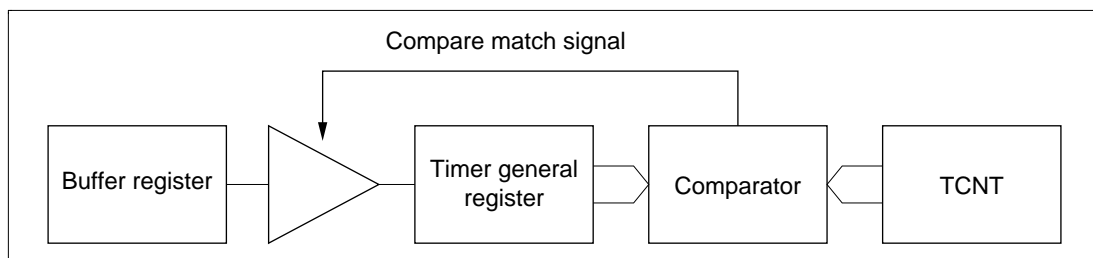 Compare match signal
Buffer register
Timer general
register
Comparator
TCNT